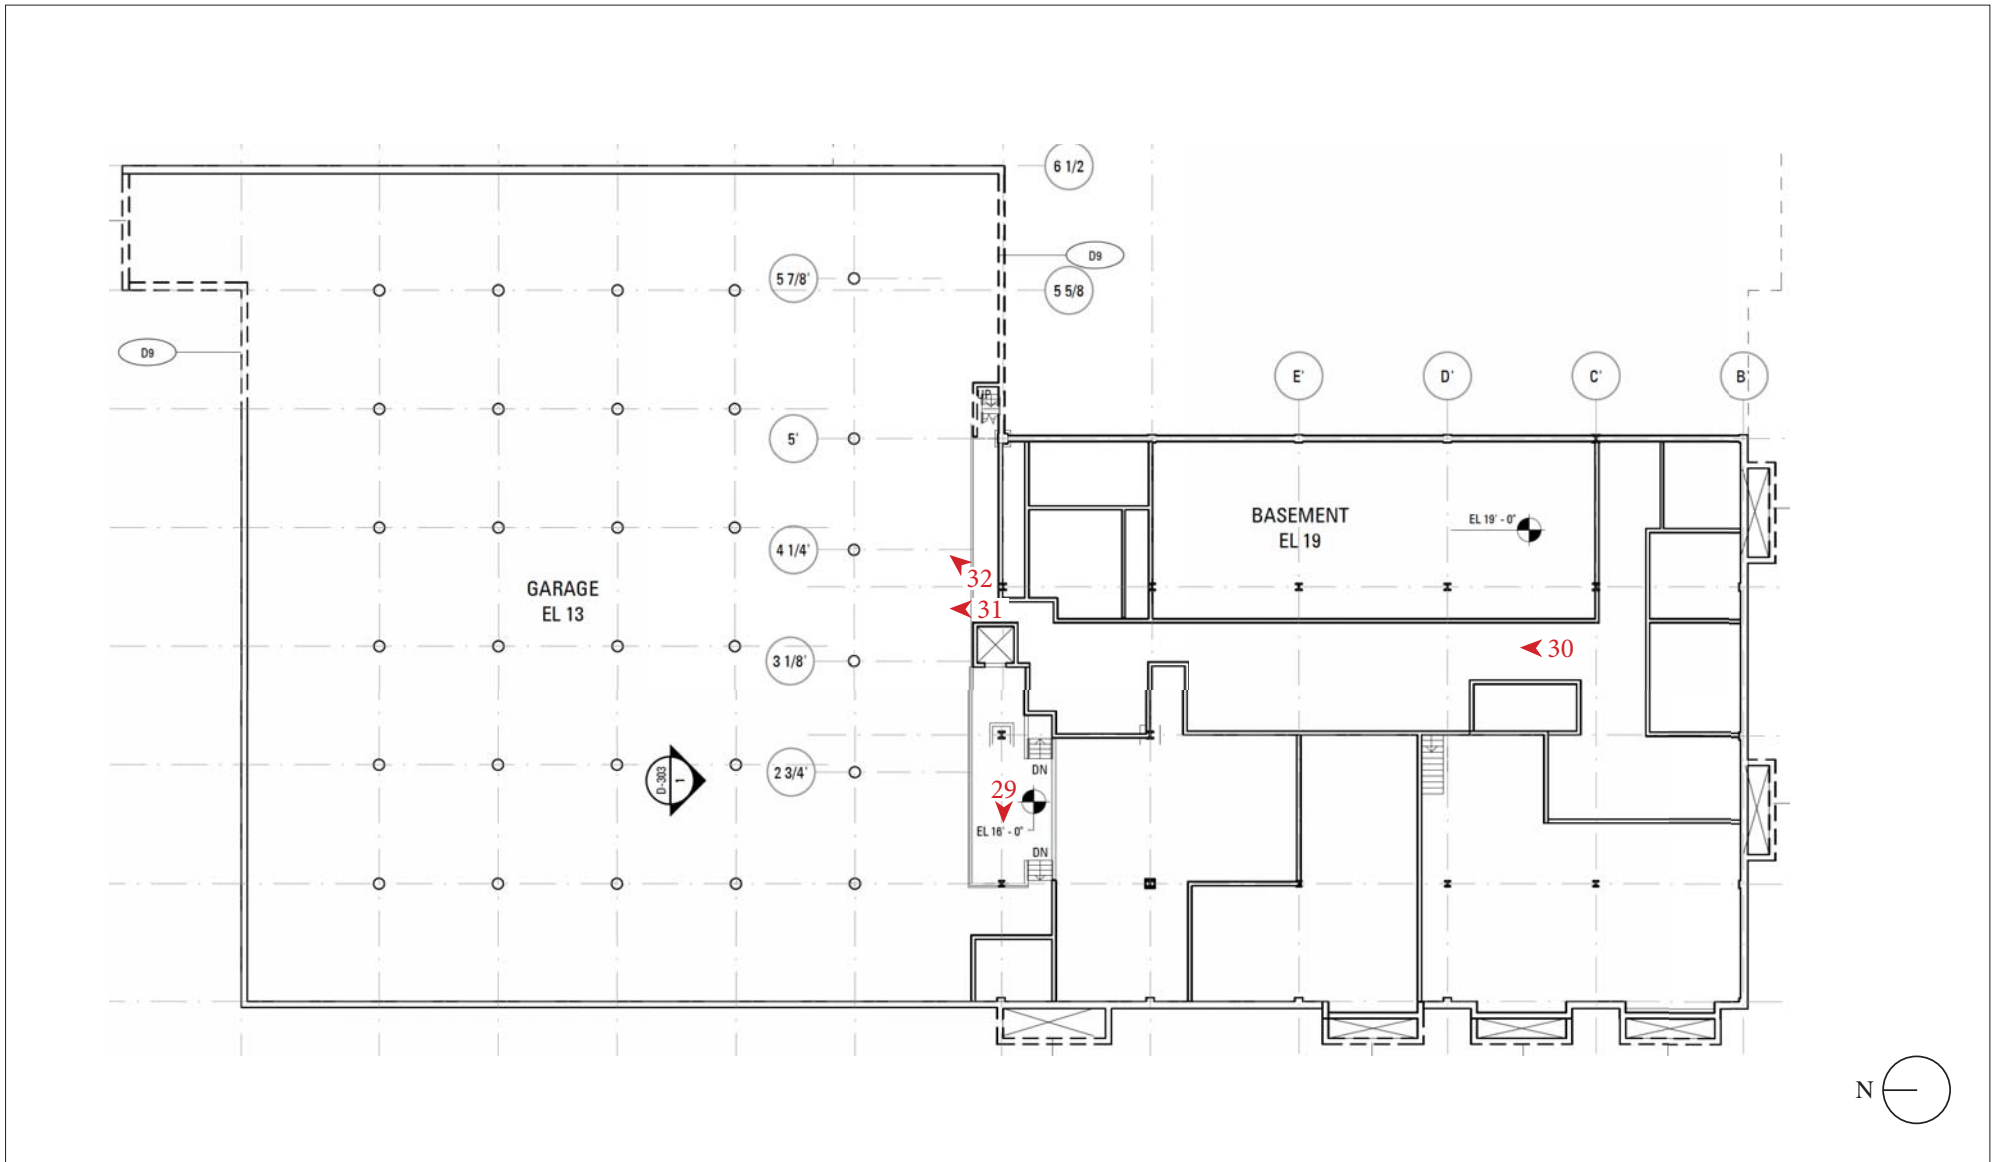 6 1/2
D9
5 7/8'
5 5/8
D9
E'
D'
C'
B'
UP
5'
BASEMENT
EL 19
EL 19' - 0"
4 1/4'
32
GARAGE
EL 13
31
30
3 1/8'
D-303
1
2 3/4'
DN
29
EL 16' - 0"
DN
N